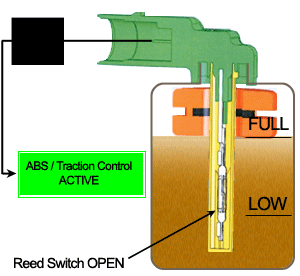 FULL
ABS / Traction Control
ACTIVE
LOW
Reed Switch OPEN